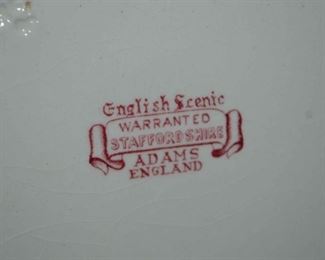 English Scenic
WARRANTED
STAFFORDSHIRE
ADAMS
ENGLAND